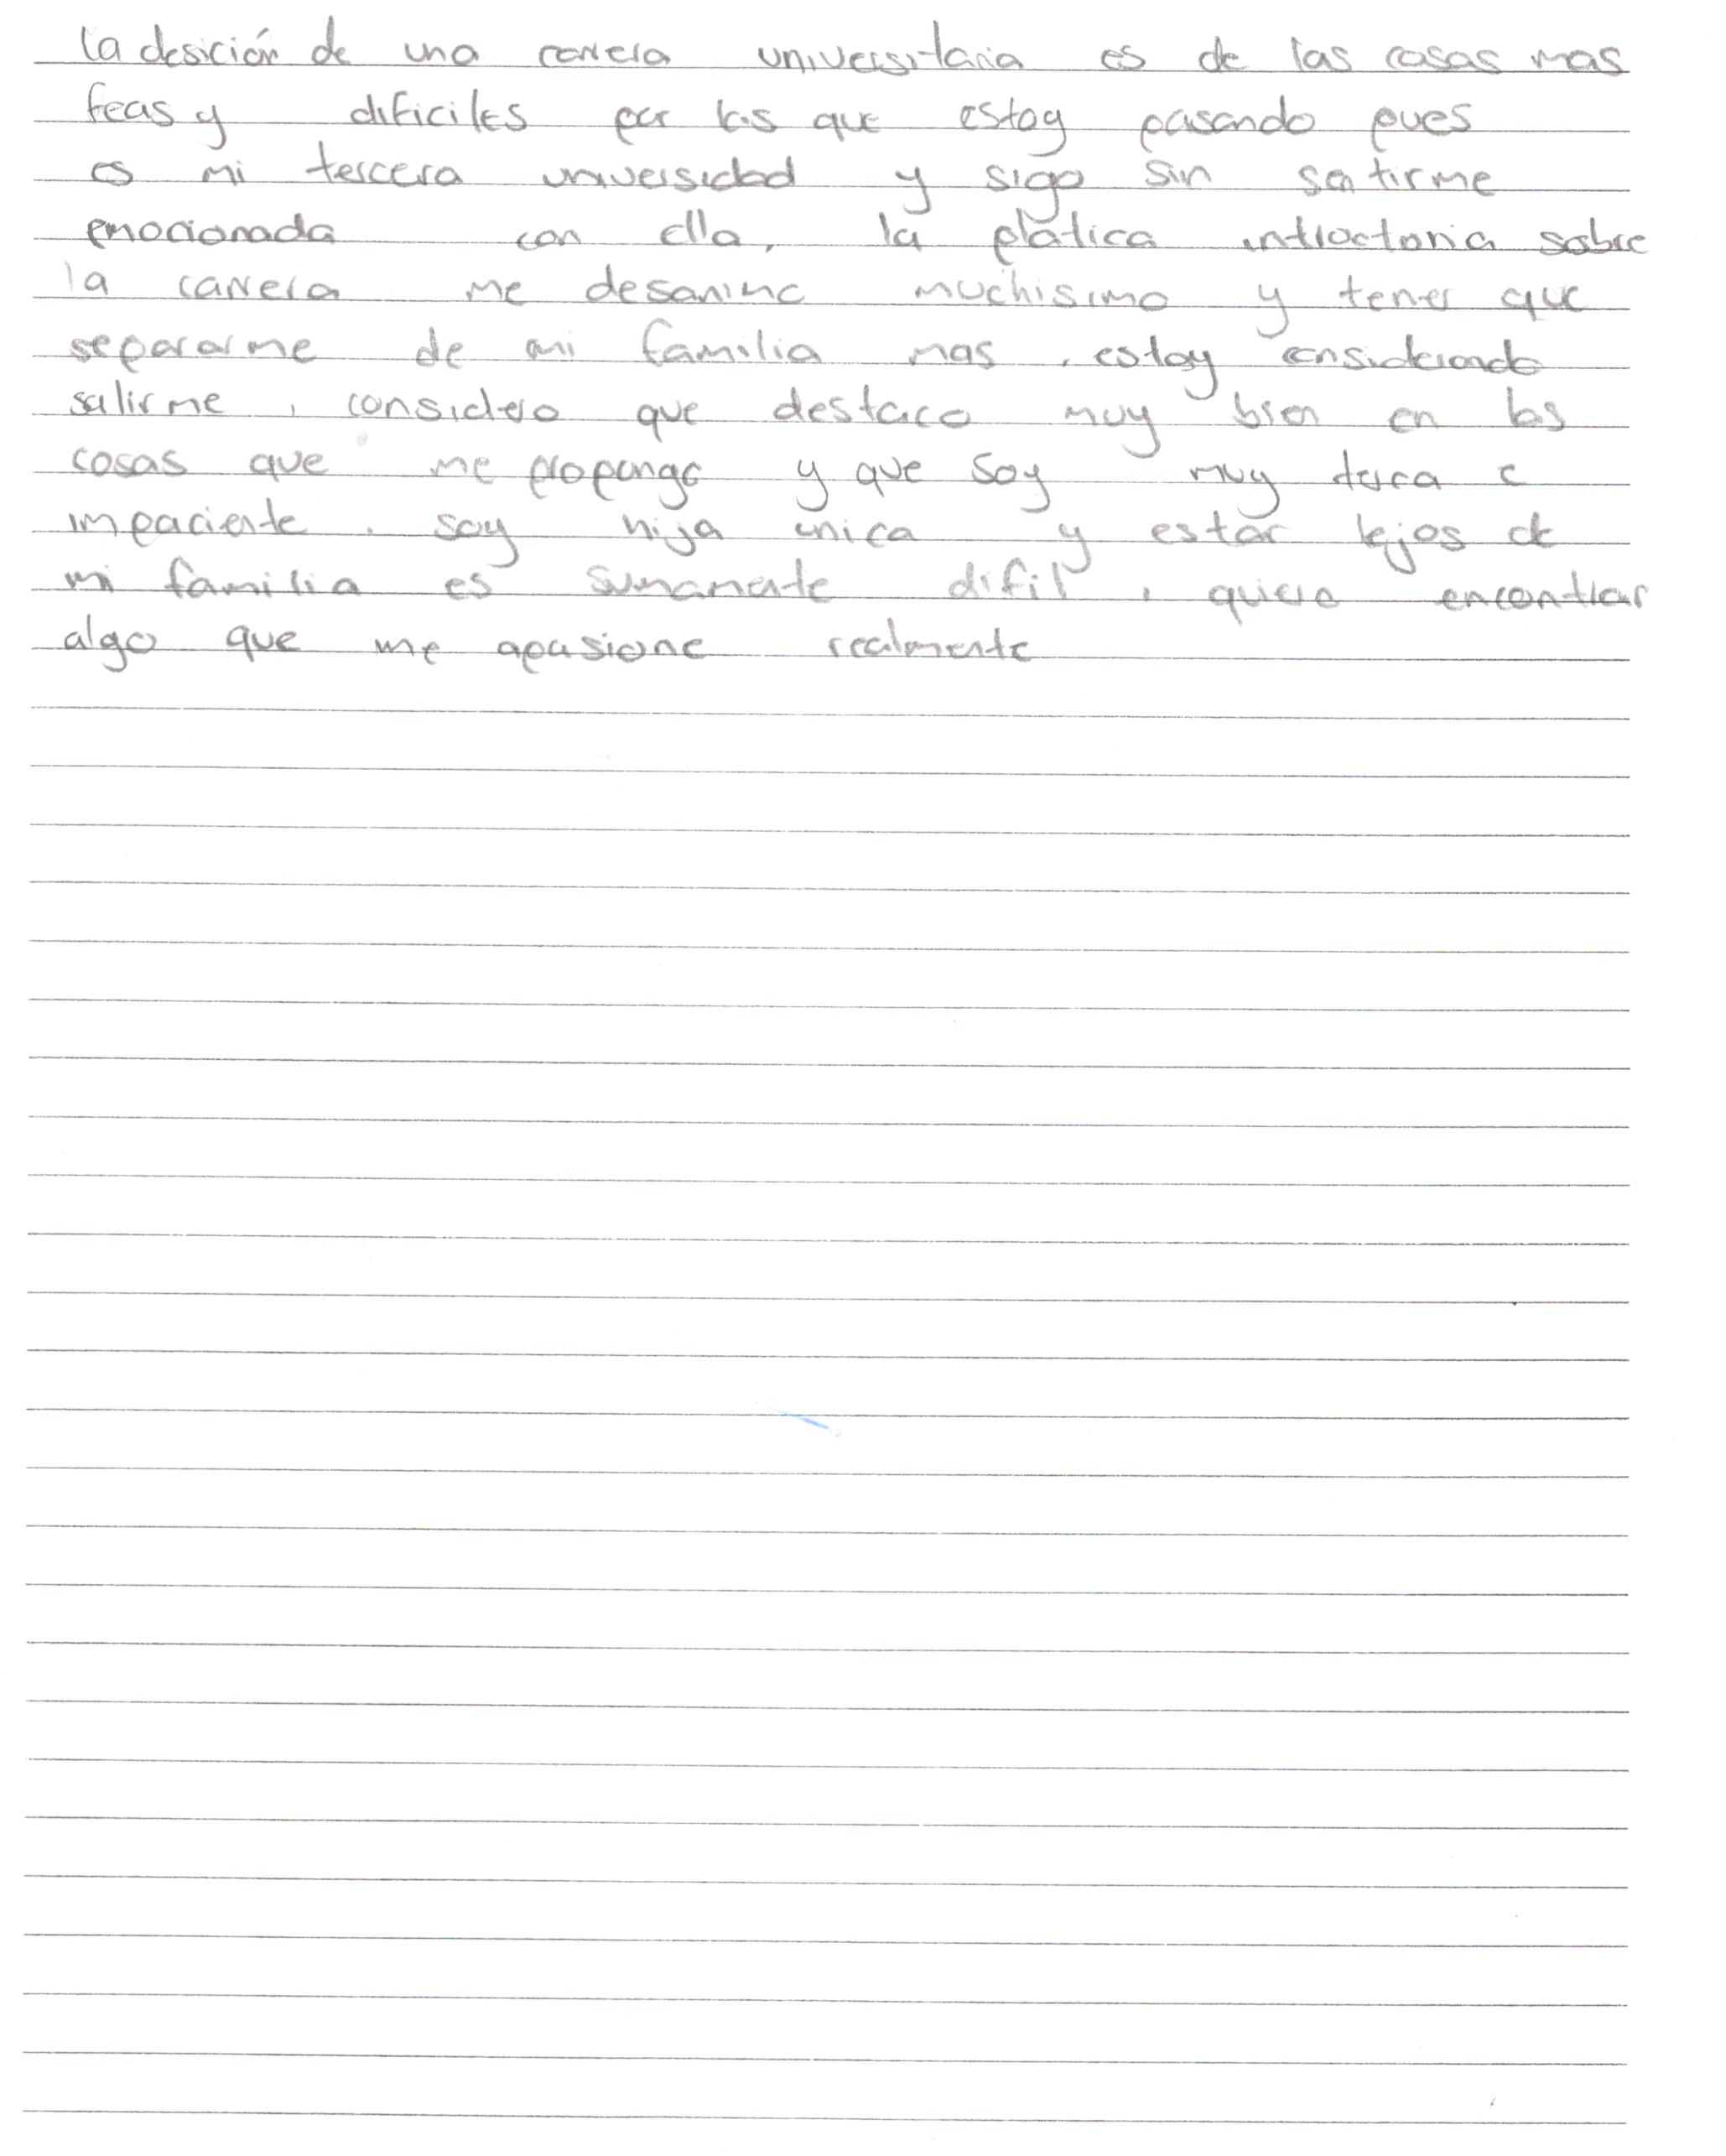 la desición de una carrera universitaria es de las cosas mas
feas y dificiles por las que estoy pasando pues
es mi tercera universidad y sigo sin sentirme
emocionada con ella, la plática introctoria sobre
la carrera me desanimo muchisimo y tener que
separarme de mi familia mas, estoy considerando
salirme, considero que destaco muy bien en las
cosas que me propongo y que soy muy terca e
impaciente. soy hija unica y estar lejos de
mi familia es sumamente difil, quiero encontrar
algo que me apasione realmente